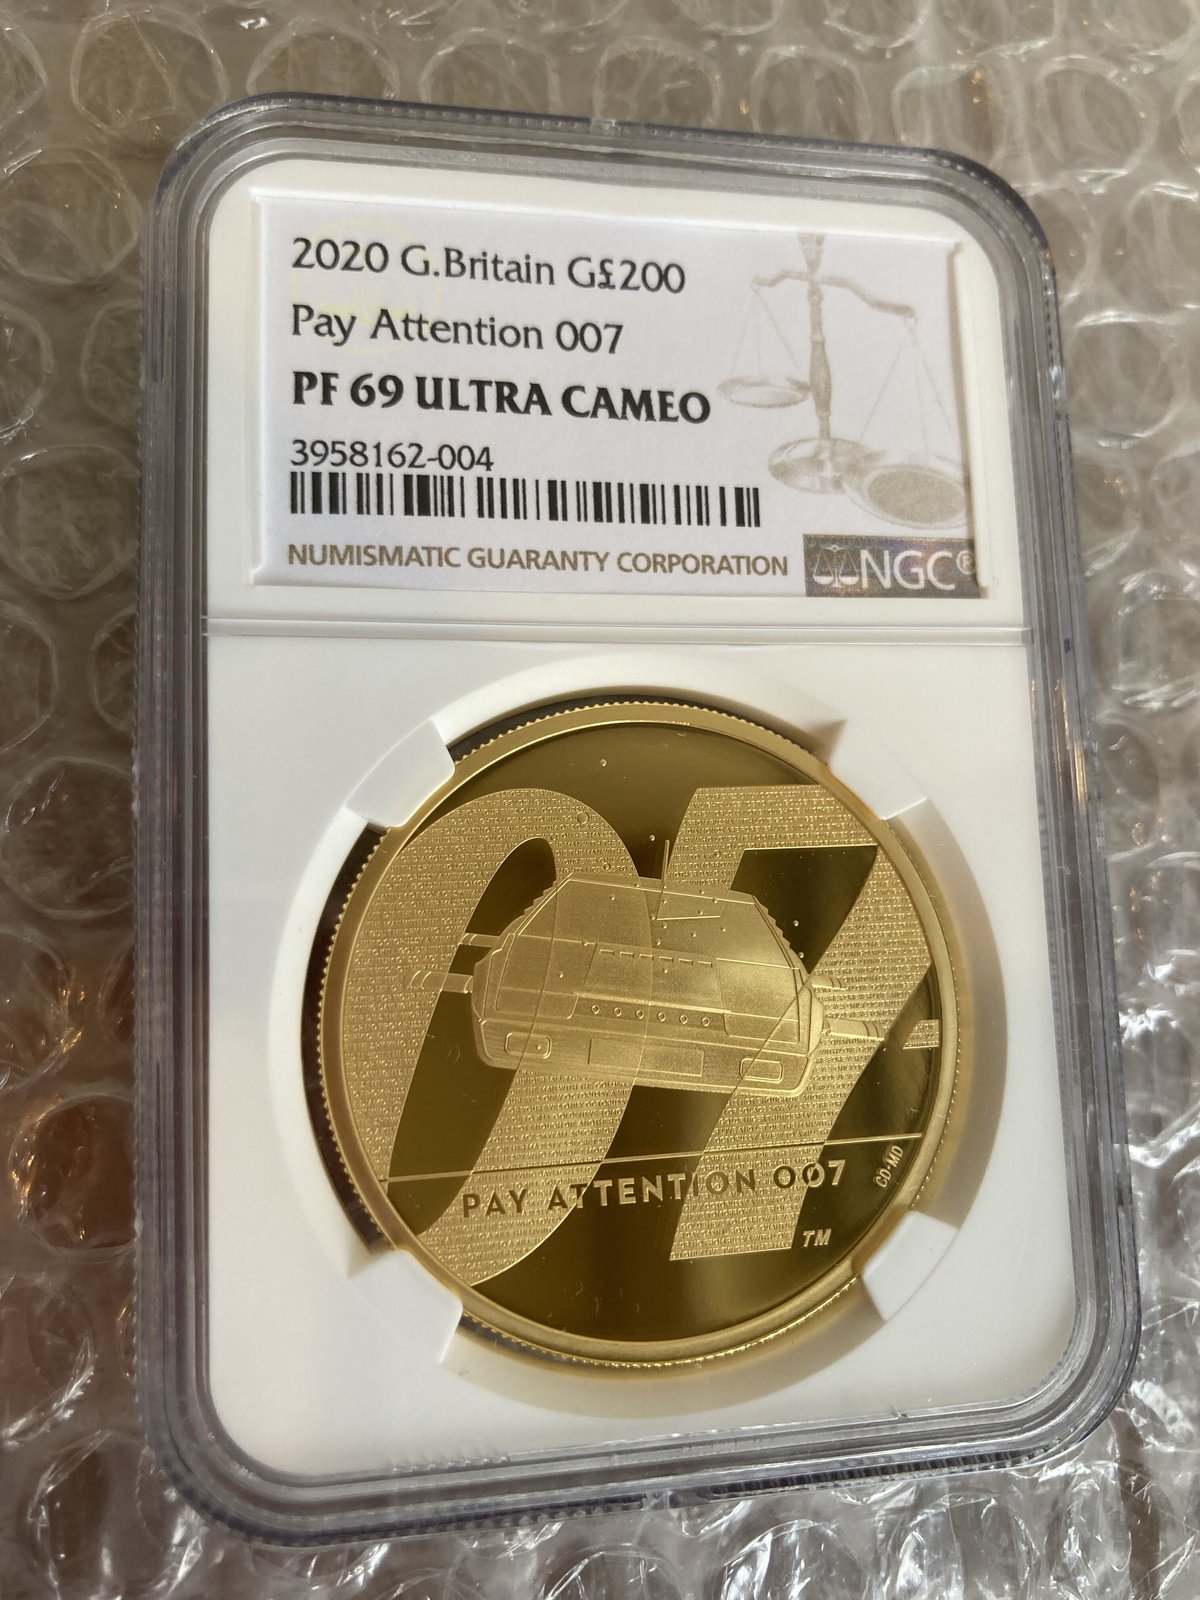 2020 G.Britain G£200
Pay Attention 007
PF 69 ULTRA CAMEO
3958162-004
NUMISMATIC GUARANTY CORPORATION
NGC®
PAY ATTENTION 007
CD·MD
TM